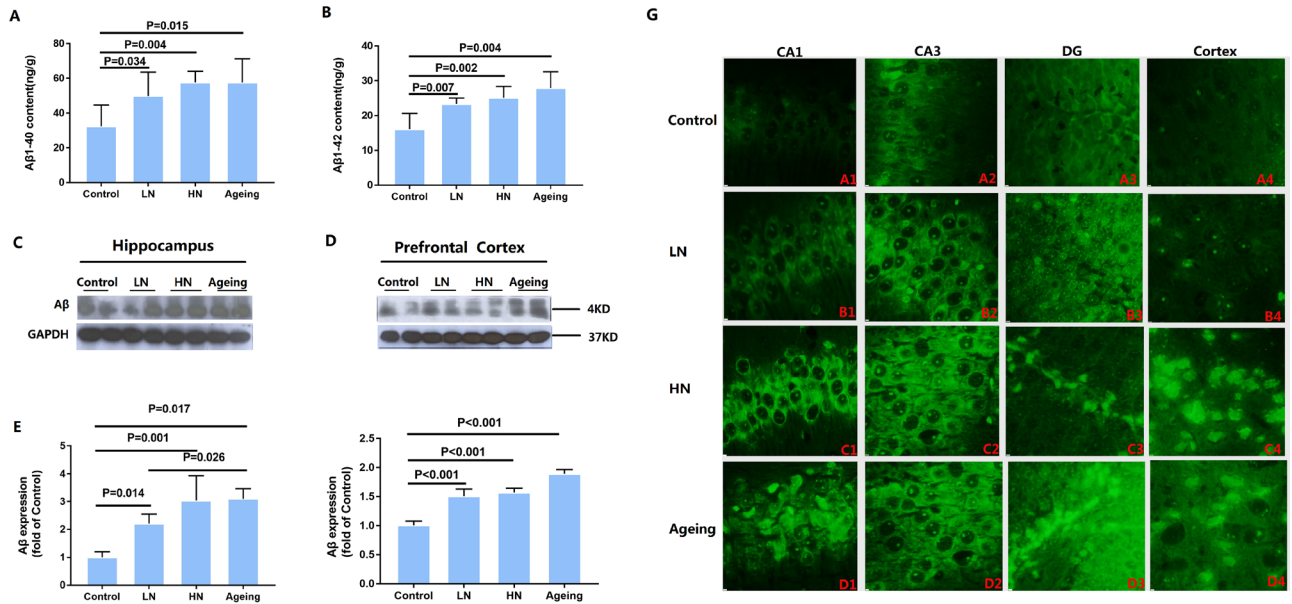 A
P=0.015
P=0.004
P=0.034
Aβ1-40 content(ng/g)
80
60
40
20
0
Control LN HN Ageing
B
P=0.004
P=0.002
P=0.007
Aβ1-42 content(ng/g)
40
30
20
10
0
Control LN HN Ageing
C
Hippocampus
Control LN HN Ageing
Aβ
GAPDH
D
Prefrontal Cortex
Control LN HN Ageing
4KD
37KD
E
P=0.017
P=0.001
P=0.026
P=0.014
Aβ expression
(fold of Control)
5
4
3
2
1
0
Control LN HN Ageing
P<0.001
P<0.001
P<0.001
Aβ expression
(fold of Control)
2.5
2.0
1.5
1.0
0.5
0.0
Control LN HN Ageing
G
CA1 CA3 DG Cortex
Control
A1 A2 A3 A4
LN
B1 B2 B3 B4
HN
C1 C2 C3 C4
Ageing
D1 D2 D3 D4